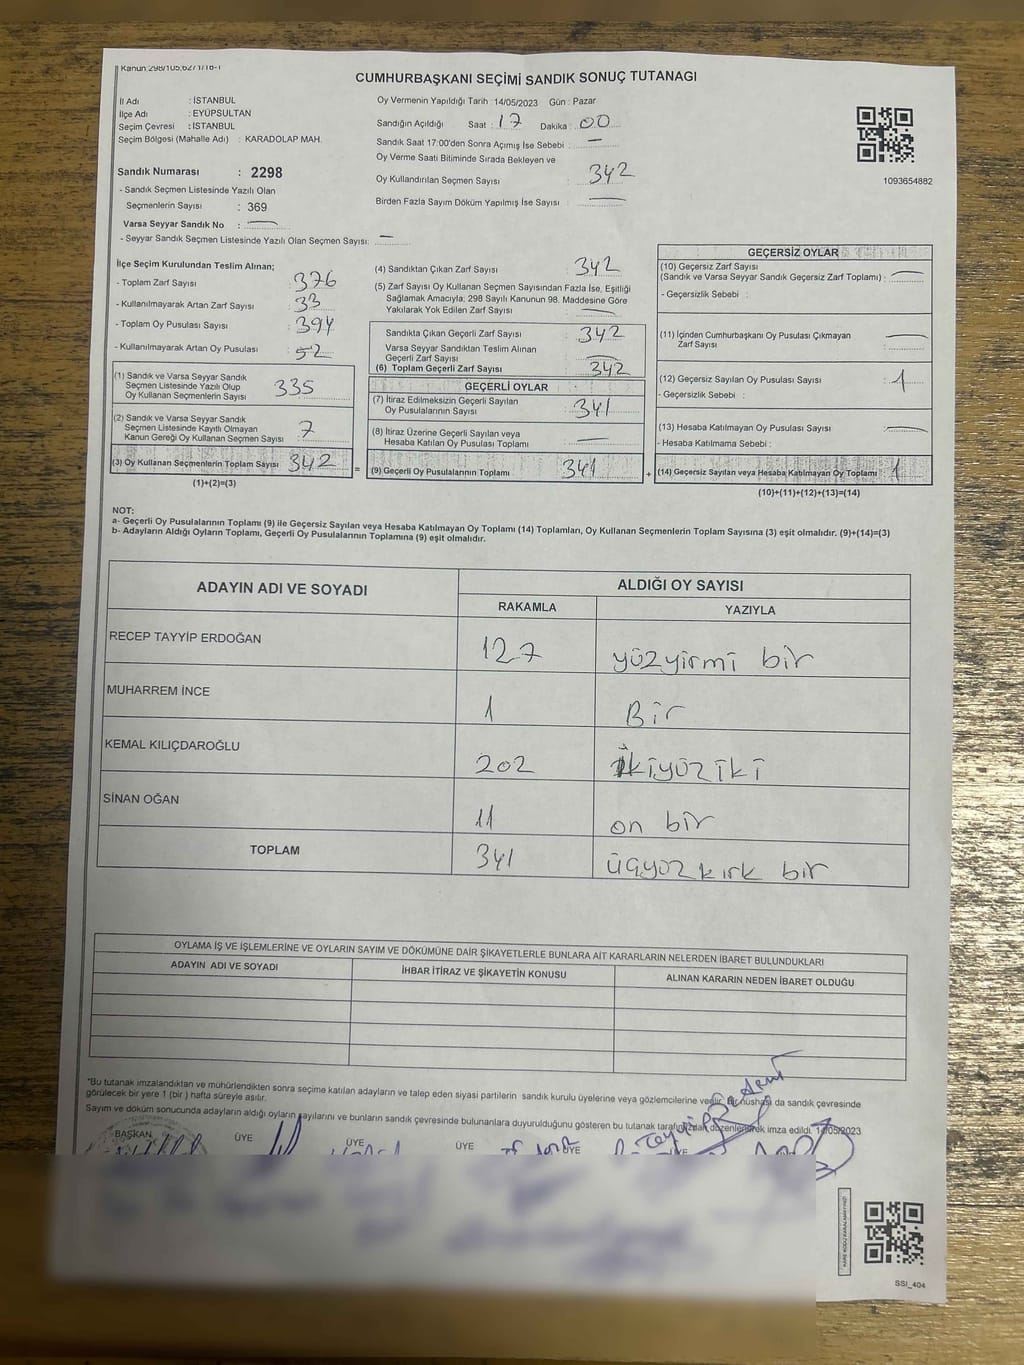 Kanun:298/105,6271/16-1
CUMHURBAŞKANI SEÇİMİ SANDIK SONUÇ TUTANAĞI
İl Adı : İSTANBUL
İlçe Adı : EYÜPSULTAN
Seçim Çevresi : İSTANBUL
Seçim Bölgesi (Mahalle Adı) : KARADOLAP MAH.
Sandık Numarası : 2298
- Sandık Seçmen Listesinde Yazılı Olan
Seçmenlerin Sayısı : 369
Varsa Seyyar Sandık No : —
- Seyyar Sandık Seçmen Listesinde Yazılı Olan Seçmen Sayısı: —
Oy Vermenin Yapıldığı Tarih : 14/05/2023 Gün : Pazar
Sandığın Açıldığı Saat : 17 Dakika : 00
Sandık Saat 17:00'den Sonra Açımış İse Sebebi : —
Oy Verme Saati Bitiminde Sırada Bekleyen ve
Oy Kullandırılan Seçmen Sayısı : 342
Birden Fazla Sayım Döküm Yapılmış İse Sayısı : —
1093654882
İlçe Seçim Kurulundan Teslim Alınan;
- Toplam Zarf Sayısı : 376
- Kullanılmayarak Artan Zarf Sayısı : 33
- Toplam Oy Pusulası Sayısı : 394
- Kullanılmayarak Artan Oy Pusulası : 52
(1) Sandık ve Varsa Seyyar Sandık
Seçmen Listesinde Yazılı Olup
Oy Kullanan Seçmenlerin Sayısı 335
(2) Sandık ve Varsa Seyyar Sandık
Seçmen Listesinde Kayıtlı Olmayan
Kanun Gereği Oy Kullanan Seçmen Sayısı : 7
(3) Oy Kullanan Seçmenlerin Toplam Sayısı 342
(1)+(2)=(3)
=
(4) Sandıktan Çıkan Zarf Sayısı : 342
(5) Zarf Sayısı Oy Kullanan Seçmen Sayısından Fazla İse, Eşitliği
Sağlamak Amacıyla; 298 Sayılı Kanunun 98. Maddesine Göre
Yakılarak Yok Edilen Zarf Sayısı : —
Sandıkta Çıkan Geçerli Zarf Sayısı : 342
Varsa Seyyar Sandıktan Teslim Alınan
Geçerli Zarf Sayısı : —
(6) Toplam Geçerli Zarf Sayısı : 342
GEÇERLİ OYLAR
(7) İtiraz Edilmeksizin Geçerli Sayılan
Oy Pusulalarının Sayısı : 341
(8) İtiraz Üzerine Geçerli Sayılan veya
Hesaba Katılan Oy Pusulası Toplamı : —
(9) Geçerli Oy Pusulalarının Toplamı : 341
+
GEÇERSİZ OYLAR
(10) Geçersiz Zarf Sayısı
(Sandık ve Varsa Seyyar Sandık Geçersiz Zarf Toplamı) : —
- Geçersizlik Sebebi :
(11) İçinden Cumhurbaşkanı Oy Pusulası Çıkmayan
Zarf Sayısı : —
(12) Geçersiz Sayılan Oy Pusulası Sayısı : 1
- Geçersizlik Sebebi :
(13) Hesaba Katılmayan Oy Pusulası Sayısı : —
- Hesaba Katılmama Sebebi :
(14) Geçersiz Sayılan veya Hesaba Katılmayan Oy Toplamı : 1
(10)+(11)+(12)+(13)=(14)
NOT:
a- Geçerli Oy Pusulalarının Toplamı (9) ile Geçersiz Sayılan veya Hesaba Katılmayan Oy Toplamı (14) Toplamları, Oy Kullanan Seçmenlerin Toplam Sayısına (3) eşit olmalıdır. (9)+(14)=(3)
b- Adayların Aldığı Oyların Toplamı, Geçerli Oy Pusulalarının Toplamına (9) eşit olmalıdır.
ADAYIN ADI VE SOYADI ALDIĞI OY SAYISI
RAKAMLA YAZIYLA
RECEP TAYYİP ERDOĞAN 127 yüzyirmi bir
MUHARREM İNCE 1 Bir
KEMAL KILIÇDAROĞLU 202 İkiyüz iki
SİNAN OĞAN 11 on bir
TOPLAM 341 üçyüz kırk bir
OYLAMA İŞ VE İŞLEMLERİNE VE OYLARIN SAYIM VE DÖKÜMÜNE DAİR ŞİKAYETLERLE BUNLARA AİT KARARLARIN NELERDEN İBARET BULUNDUKLARI
ADAYIN ADI VE SOYADI İHBAR İTİRAZ VE ŞİKAYETİN KONUSU ALINAN KARARIN NEDEN İBARET OLDUĞU
*Bu tutanak imzalandıktan ve mühürlendikten sonra seçime katılan adayların ve talep eden siyasi partilerin sandık kurulu üyelerine veya gözlemcilerine verilir. Bir nüshası da sandık çevresinde
görülecek bir yere 1 (bir) hafta süreyle asılır.
Sayım ve döküm sonucunda adayların aldığı oyların sayılarını ve bunların sandık çevresinde bulunanlara duyurulduğunu gösteren bu tutanak tarafımızdan düzenlenerek imza edildi. 14/05/2023
BAŞKAN ÜYE ÜYE ÜYE ÜYE ÜYE
SSI_404